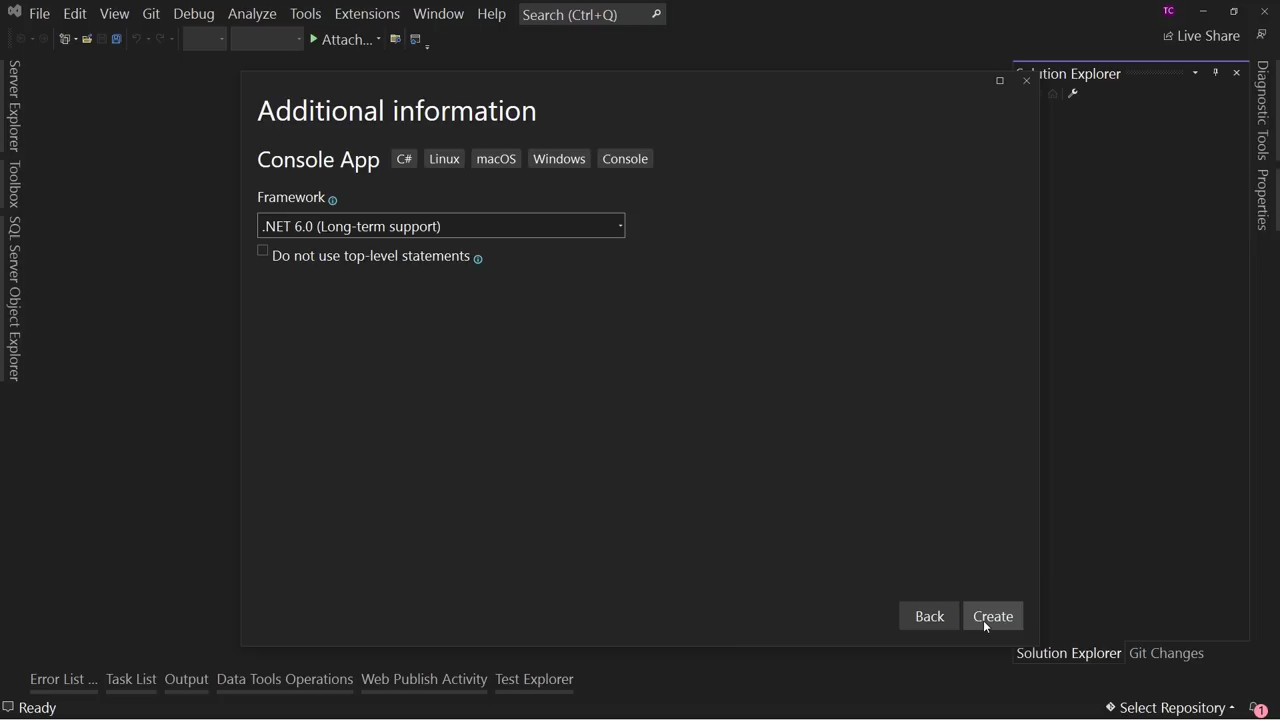 File Edit View Git Debug Analyze Tools Extensions Window Help Search (Ctrl+Q) TC
Attach... Live Share
Server Explorer
Toolbox
SQL Server Object Explorer
Additional information
Console App C# Linux macOS Windows Console
Framework
.NET 6.0 (Long-term support)
Do not use top-level statements
Back Create
ution Explorer
Diagnostic Tools
Properties
Solution Explorer Git Changes
Error List ... Task List Output Data Tools Operations Web Publish Activity Test Explorer
Ready Select Repository 1